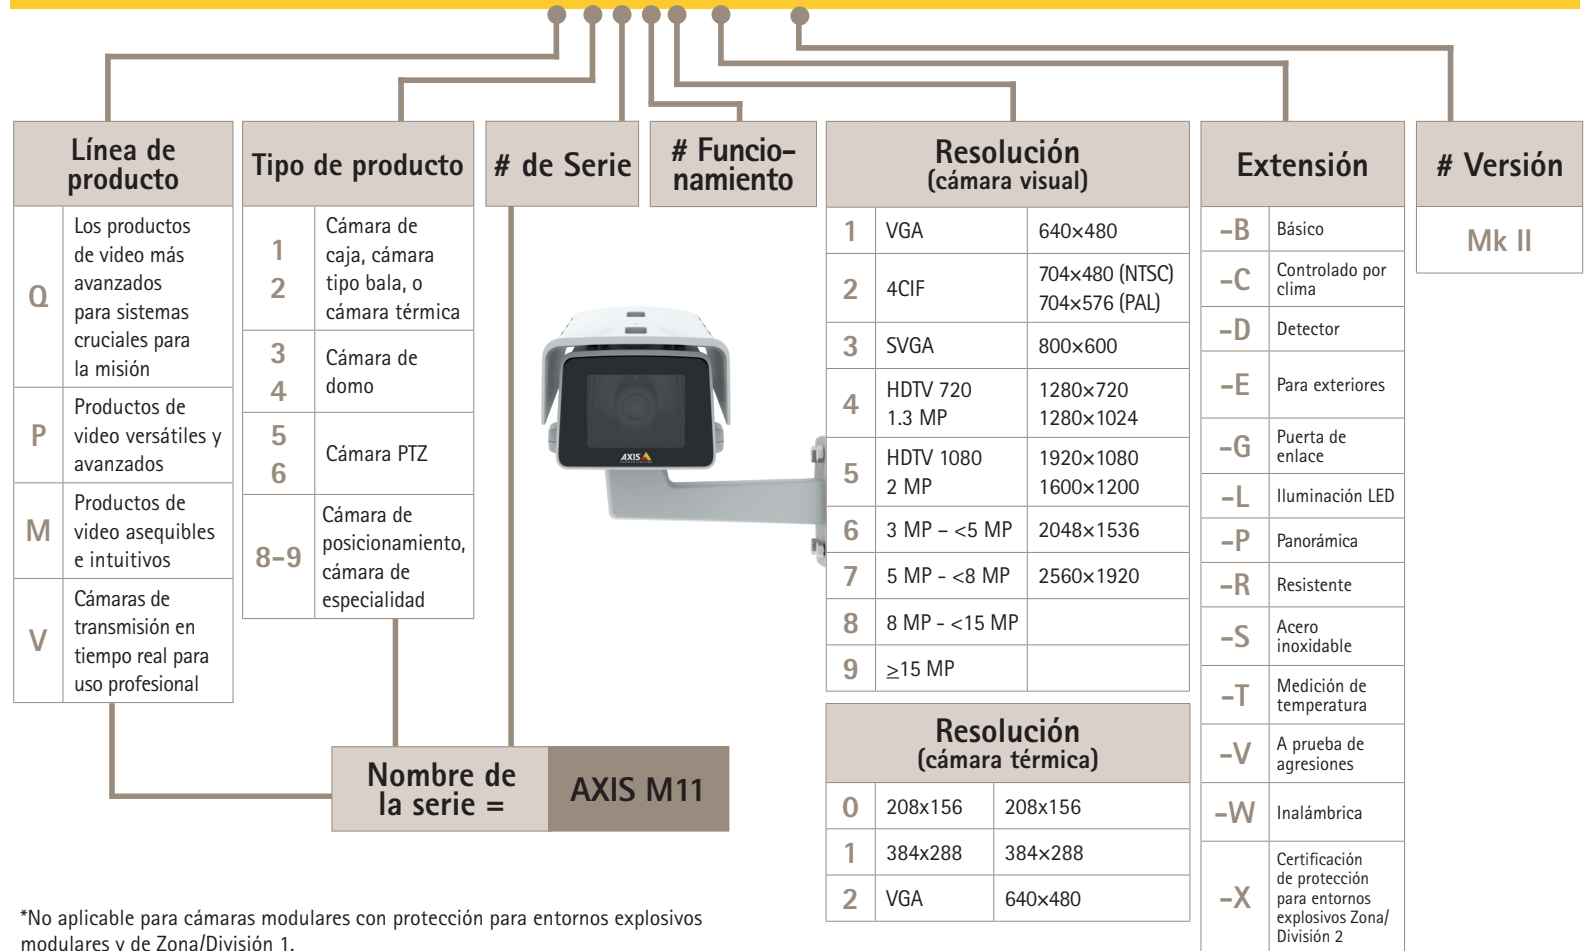 Línea de
producto
Q
Los productos
de video más
avanzados
para sistemas
cruciales para
la misión
P
Productos de
video versátiles y
avanzados
M
Productos de
video asequibles
e intuitivos
V
Cámaras de
transmisión en
tiempo real para
uso profesional
Tipo de producto
1
2
Cámara de
caja, cámara
tipo bala, o
cámara térmica
3
4
Cámara de
domo
5
6
Cámara PTZ
8-9
Cámara de
posicionamiento,
cámara de
especialidad
# de Serie
# Funcio-
namiento
Nombre de
la serie =
AXIS M11
AXIS
Resolución
(cámara visual)
1 VGA 640×480
2 4CIF 704×480 (NTSC)
704×576 (PAL)
3 SVGA 800×600
4 HDTV 720 1280×720
1.3 MP 1280×1024
5 HDTV 1080 1920×1080
2 MP 1600×1200
6 3 MP – <5 MP 2048×1536
7 5 MP - <8 MP 2560×1920
8 8 MP - <15 MP
9 ≥15 MP
Resolución
(cámara térmica)
0 208x156 208x156
1 384x288 384×288
2 VGA 640×480
Extensión
-B Básico
-C Controlado por
clima
-D Detector
-E Para exteriores
-G Puerta de
enlace
-L Iluminación LED
-P Panorámica
-R Resistente
-S Acero
inoxidable
-T Medición de
temperatura
-V A prueba de
agresiones
-W Inalámbrica
-X Certificación
de protección
para entornos
explosivos Zona/
División 2
# Versión
Mk II
*No aplicable para cámaras modulares con protección para entornos explosivos
modulares y de Zona/División 1.